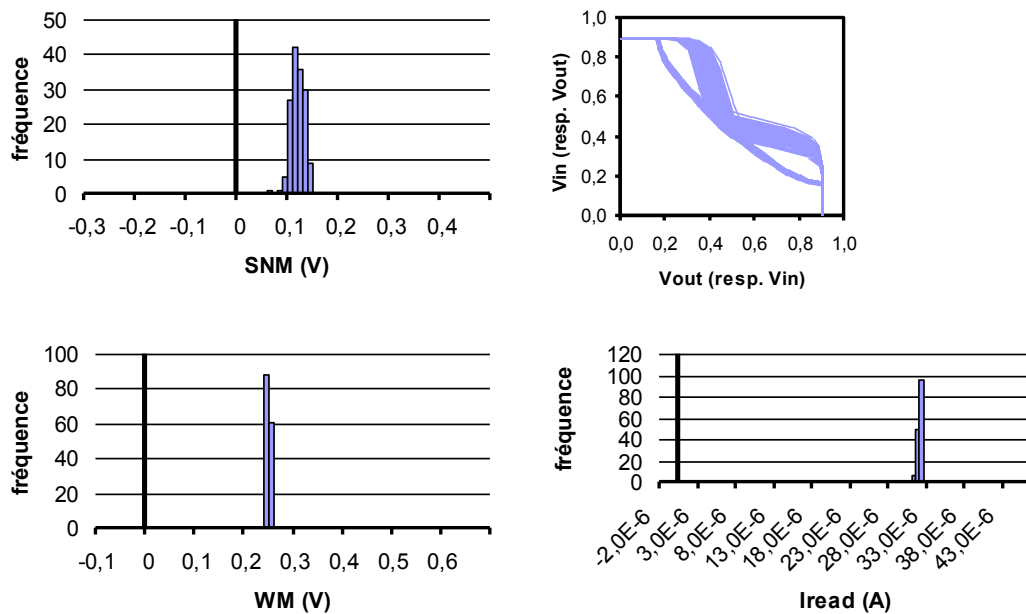 fréquence
50
40
30
20
10
0
-0,3 -0,2 -0,1 0 0,1 0,2 0,3 0,4
SNM (V)
Vin (resp. Vout)
1,0
0,8
0,6
0,4
0,2
0,0
0,0 0,2 0,4 0,6 0,8 1,0
Vout (resp. Vin)
fréquence
100
80
60
40
20
0
-0,1 0 0,1 0,2 0,3 0,4 0,5 0,6
WM (V)
fréquence
120
100
80
60
40
20
0
-2,0E-6 3,0E-6 8,0E-6 13,0E-6 18,0E-6 23,0E-6 28,0E-6 33,0E-6 38,0E-6 43,0E-6
Iread (A)